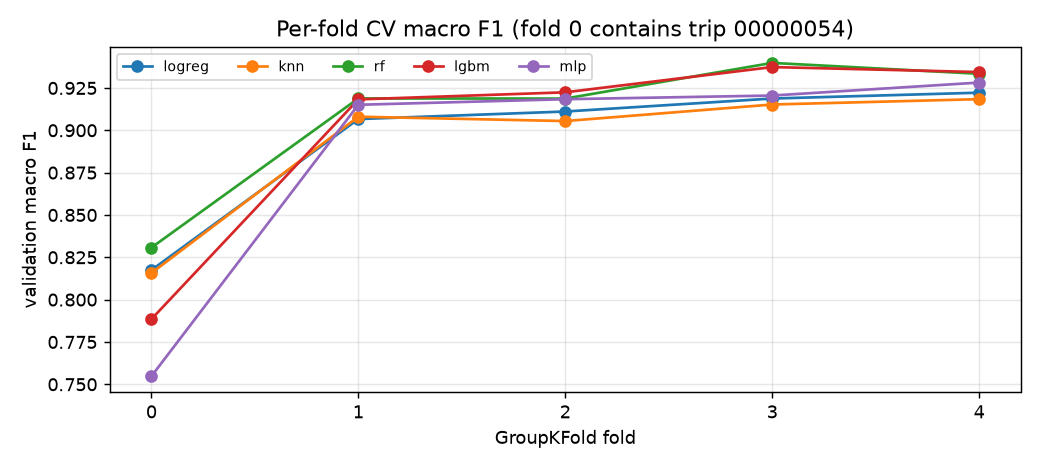 Per-fold CV macro F1 (fold 0 contains trip 00000054)
logreg knn rf lgbm mlp
validation macro F1
0.925
0.900
0.875
0.850
0.825
0.800
0.775
0.750
0 1 2 3 4
GroupKFold fold